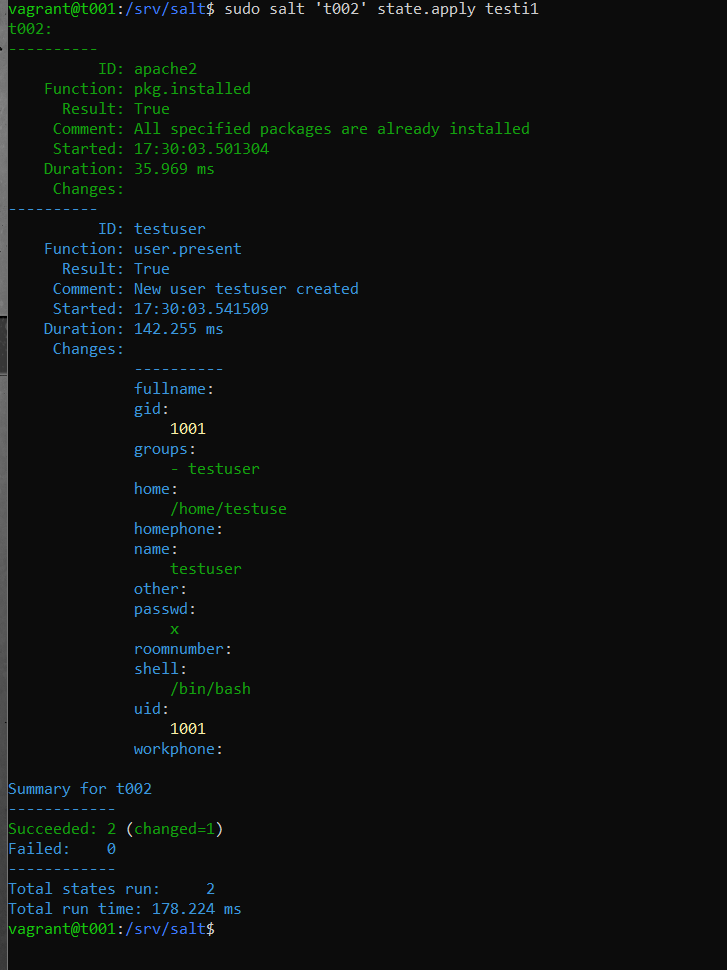 vagrant@t001:/srv/salt$ sudo salt 't002' state.apply testi1
t002:
----------
          ID: apache2
    Function: pkg.installed
      Result: True
     Comment: All specified packages are already installed
     Started: 17:30:03.501304
    Duration: 35.969 ms
     Changes:
----------
          ID: testuser
    Function: user.present
      Result: True
     Comment: New user testuser created
     Started: 17:30:03.541509
    Duration: 142.255 ms
     Changes:
              ----------
              fullname:
              gid:
                  1001
              groups:
                  - testuser
              home:
                  /home/testuse
              homephone:
              name:
                  testuser
              other:
              passwd:
                  x
              roomnumber:
              shell:
                  /bin/bash
              uid:
                  1001
              workphone:

Summary for t002
------------
Succeeded: 2 (changed=1)
Failed:    0
------------
Total states run:     2
Total run time: 178.224 ms
vagrant@t001:/srv/salt$